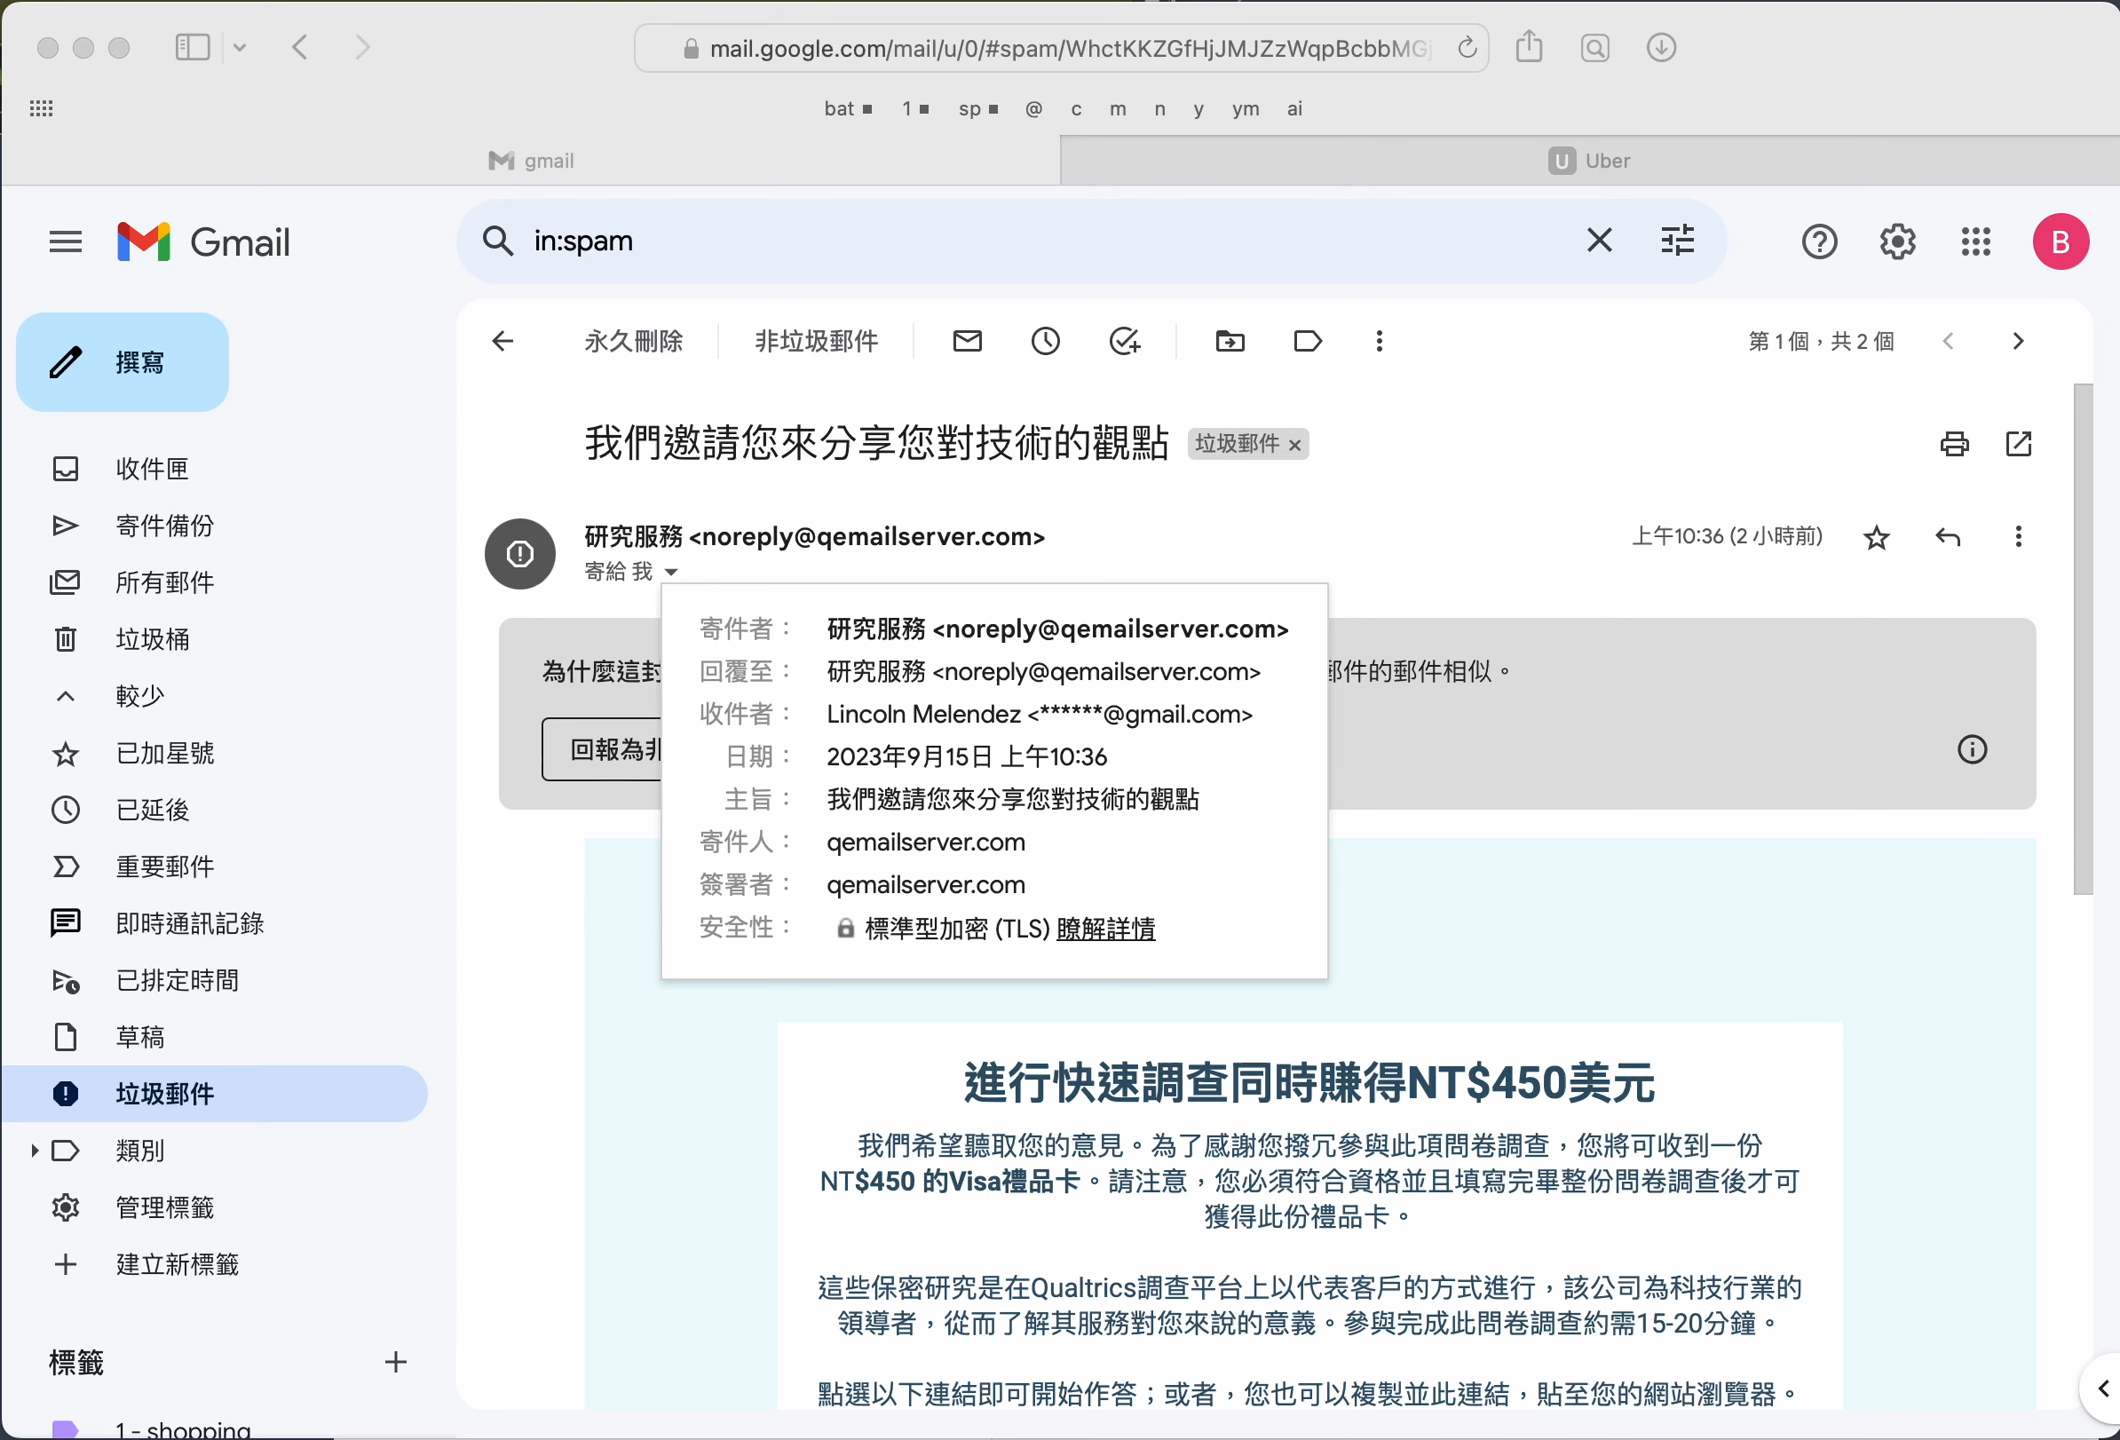 mail.google.com/mail/u/0/#spam/WhctKKZGfHjJMJZzWqpBcbbMG
bat 1 sp @ c m n y ym ai
gmail
U Uber
Gmail
in:spam
B
撰寫
永久刪除
非垃圾郵件
第 1 個，共 2 個
我們邀請您來分享您對技術的觀點
垃圾郵件 ×
收件匣
寄件備份
所有郵件
垃圾桶
較少
已加星號
已延後
重要郵件
即時通訊記錄
已排定時間
草稿
垃圾郵件
類別
管理標籤
建立新標籤
標籤
1 - shopping
研究服務 <noreply@qemailserver.com>
上午10:36 (2 小時前)
寄給 我
為什麼這封
郵件的郵件相似。
回報為非
寄件者： 研究服務 <noreply@qemailserver.com>
回覆至： 研究服務 <noreply@qemailserver.com>
收件者： Lincoln Melendez <******@gmail.com>
日期： 2023年9月15日 上午10:36
主旨： 我們邀請您來分享您對技術的觀點
寄件人： qemailserver.com
簽署者： qemailserver.com
安全性： 標準型加密 (TLS) 瞭解詳情
進行快速調查同時賺得NT$450美元
我們希望聽取您的意見。為了感謝您撥冗參與此項問卷調查，您將可收到一份
NT$450 的Visa禮品卡。請注意，您必須符合資格並且填寫完畢整份問卷調查後才可
獲得此份禮品卡。
這些保密研究是在Qualtrics調查平台上以代表客戶的方式進行，該公司為科技行業的
領導者，從而了解其服務對您來說的意義。參與完成此問卷調查約需15-20分鐘。
點選以下連結即可開始作答；或者，您也可以複製並此連結，貼至您的網站瀏覽器。